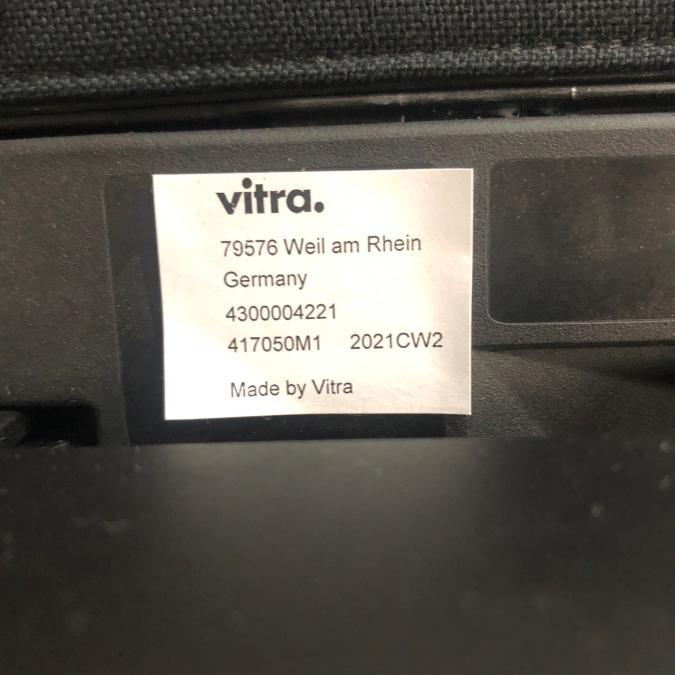 vitra.
79576 Weil am Rhein
Germany
4300004221
417050M1 2021CW2
Made by Vitra